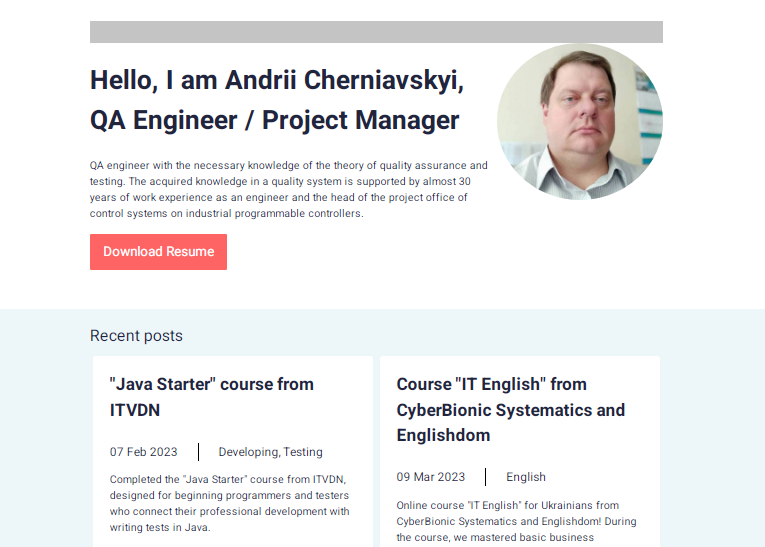 Hello, I am Andrii Cherniavskyi,
QA Engineer / Project Manager
QA engineer with the necessary knowledge of the theory of quality assurance and
testing. The acquired knowledge in a quality system is supported by almost 30
years of work experience as an engineer and the head of the project office of
control systems on industrial programmable controllers.
Download Resume
Recent posts
"Java Starter" course from
ITVDN
07 Feb 2023 | Developing, Testing
Completed the "Java Starter" course from ITVDN,
designed for beginning programmers and testers
who connect their professional development with
writing tests in Java.
Course "IT English" from
CyberBionic Systematics and
Englishdom
09 Mar 2023 | English
Online course "IT English" for Ukrainians from
CyberBionic Systematics and Englishdom! During
the course, we mastered basic business